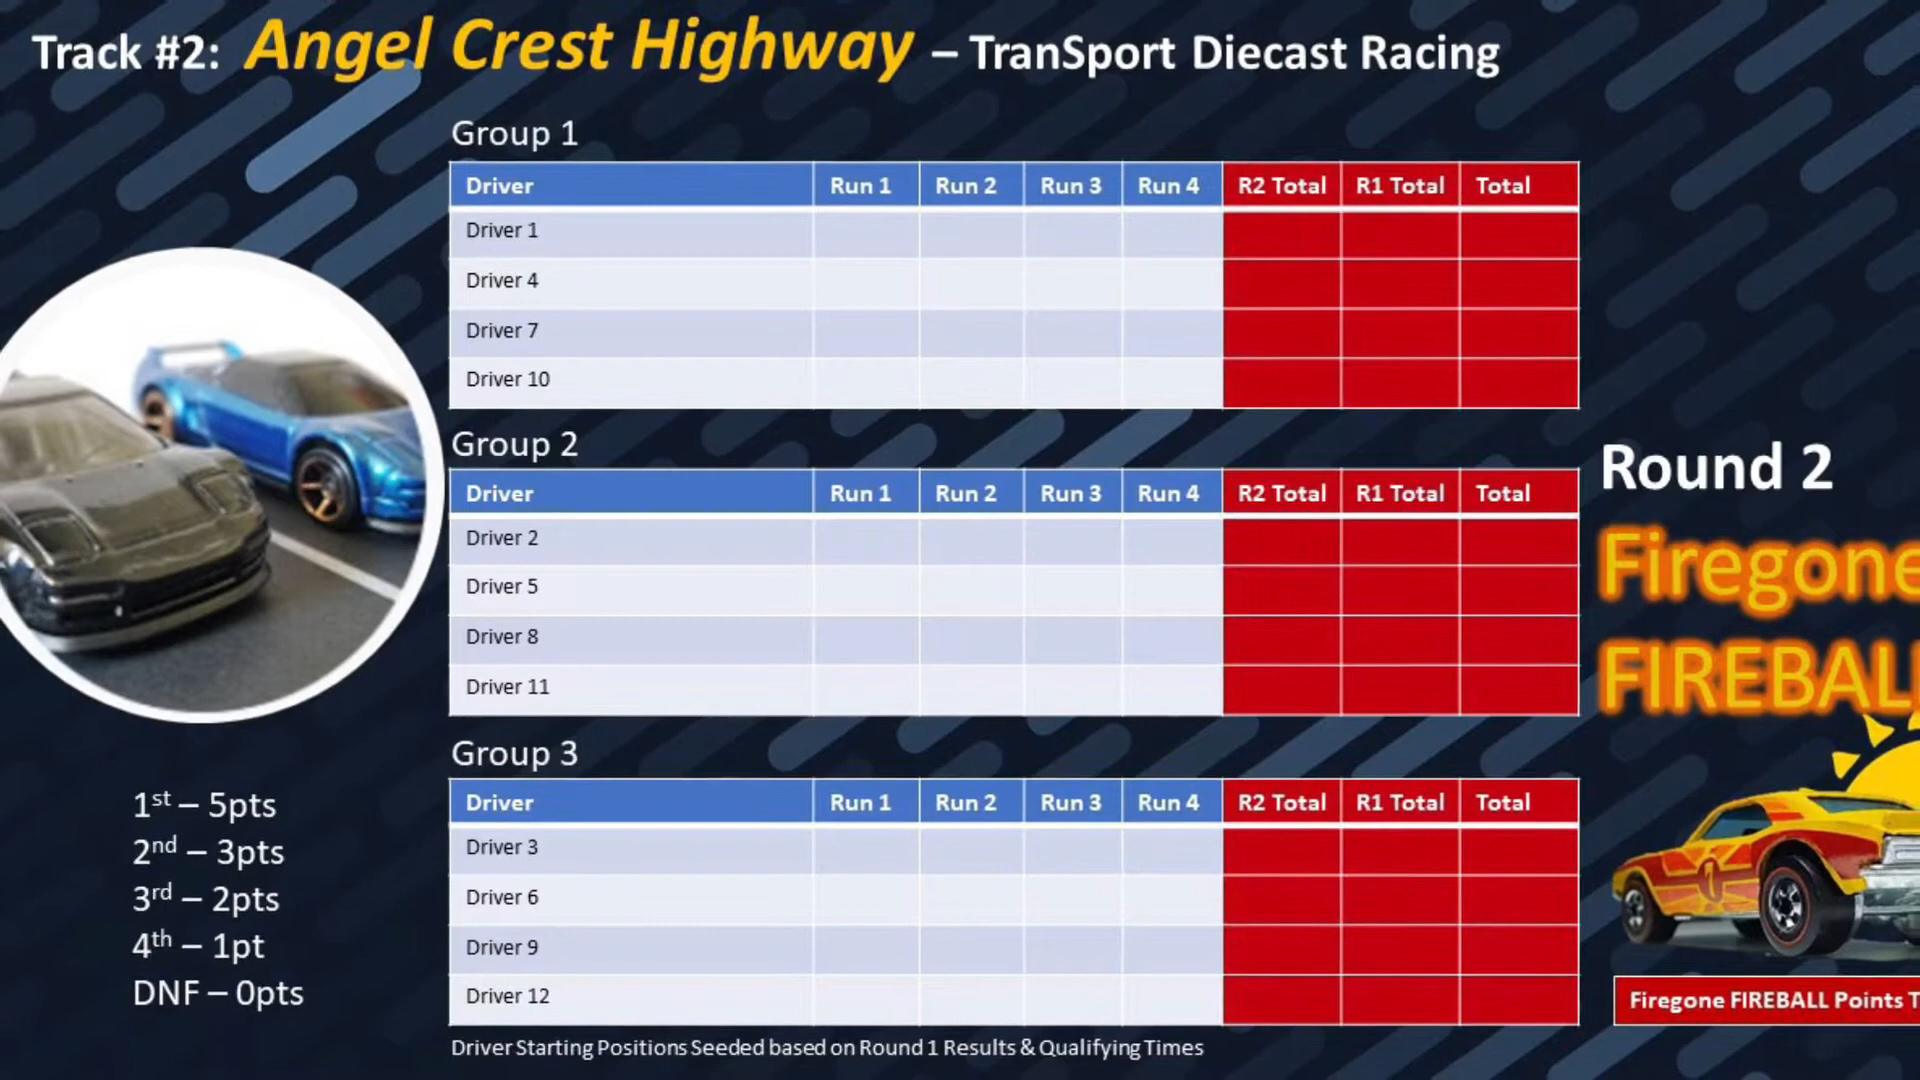 Track #2: Angel Crest Highway – TranSport Diecast Racing
Group 1
Driver Run 1 Run 2 Run 3 Run 4 R2 Total R1 Total Total
Driver 1
Driver 4
Driver 7
Driver 10
Group 2
Driver Run 1 Run 2 Run 3 Run 4 R2 Total R1 Total Total
Driver 2
Driver 5
Driver 8
Driver 11
Group 3
Driver Run 1 Run 2 Run 3 Run 4 R2 Total R1 Total Total
Driver 3
Driver 6
Driver 9
Driver 12
Driver Starting Positions Seeded based on Round 1 Results & Qualifying Times
1st – 5pts
2nd – 3pts
3rd – 2pts
4th – 1pt
DNF – 0pts
Round 2
Firegone
FIREBALL
Firegone FIREBALL Points